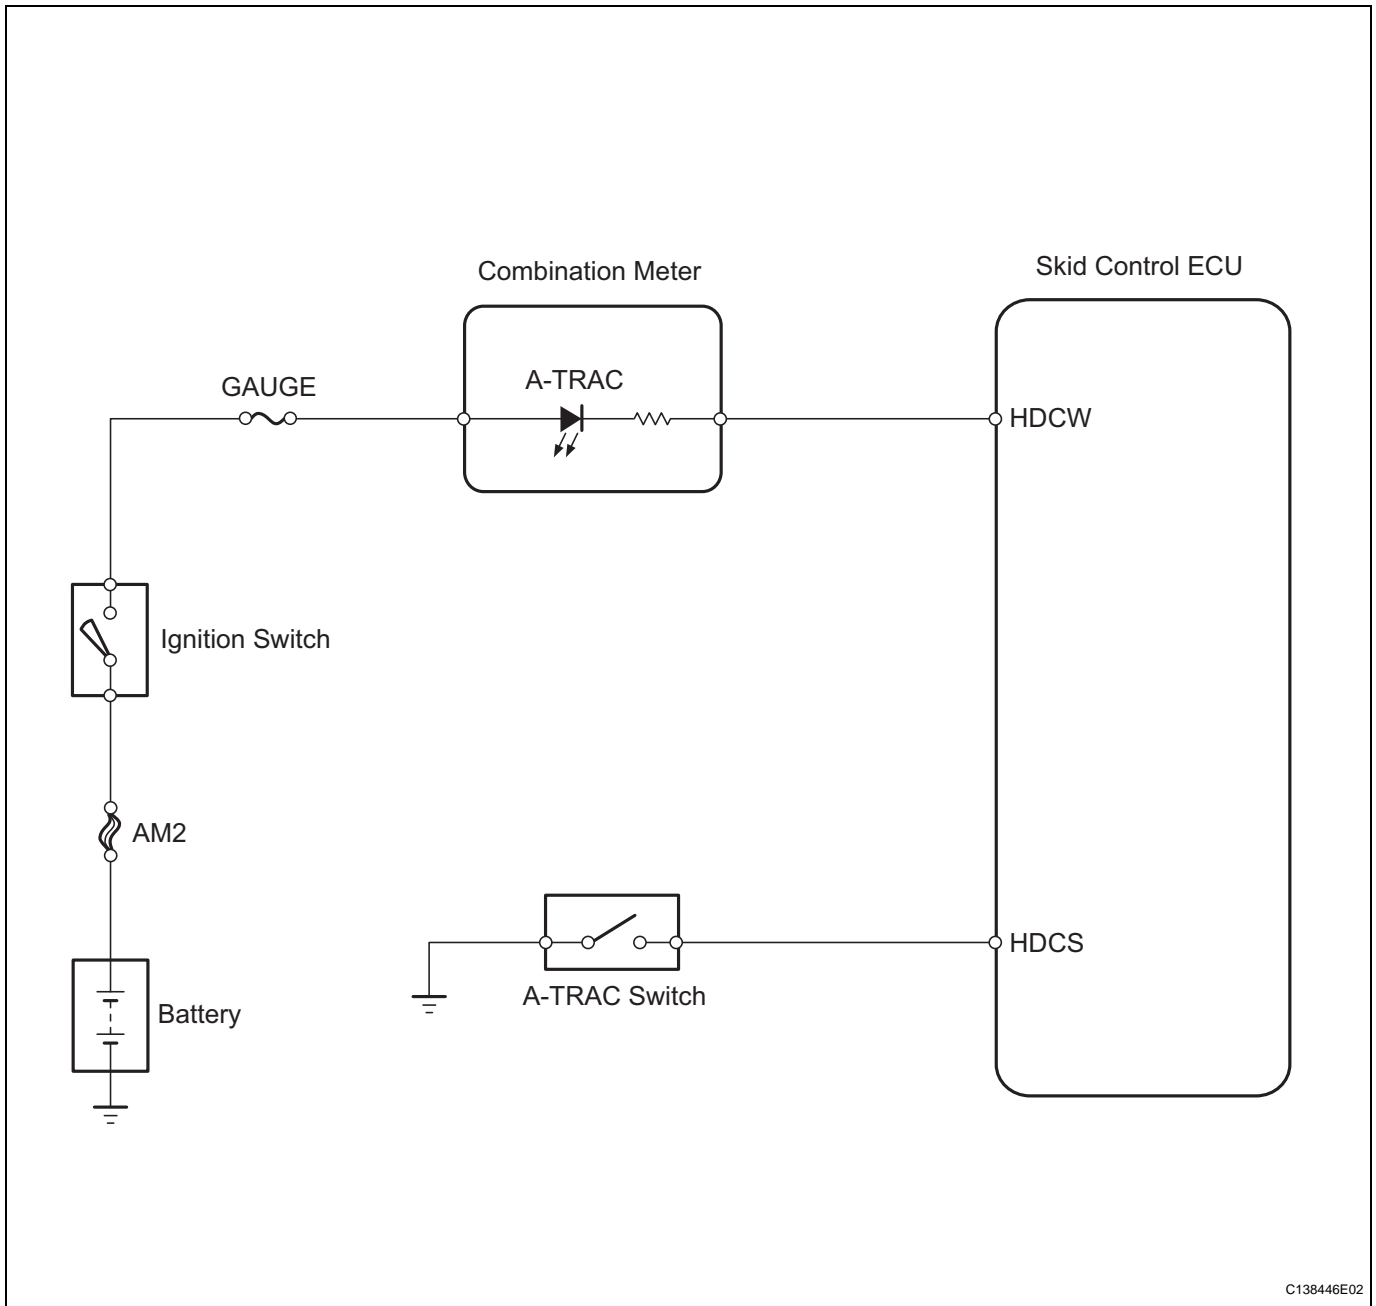 Combination Meter
Skid Control ECU
A-TRAC
GAUGE
HDCW
Ignition Switch
AM2
HDCS
A-TRAC Switch
Battery
C138446E02